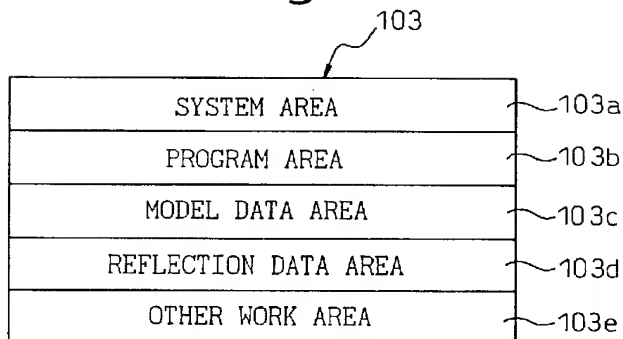 103
SYSTEM AREA 103a
PROGRAM AREA 103b
MODEL DATA AREA 103c
REFLECTION DATA AREA 103d
OTHER WORK AREA 103e